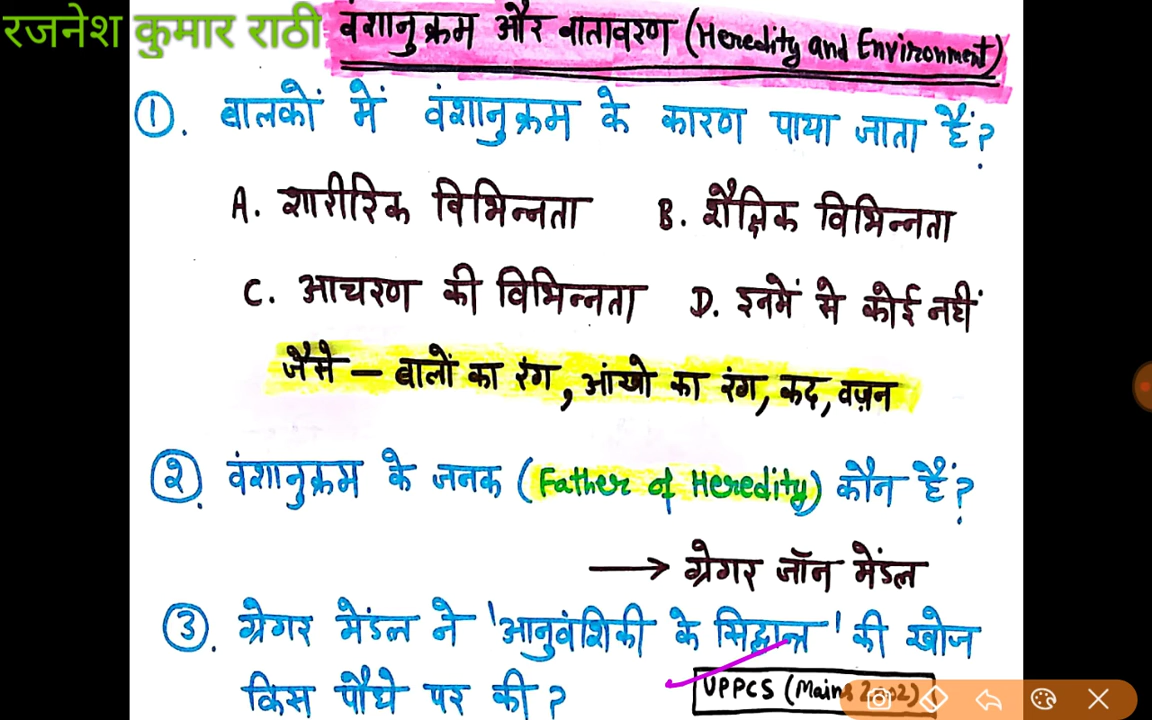 रजनेश कुमार राठी
वंशानुक्रम और वातावरण (Heredity and Environment)
①. बालकों में वंशानुक्रम के कारण पाया जाता हैं?
A. शारीरिक विभिन्नता B. शैक्षिक विभिन्नता
C. आचरण की विभिन्नता D. इनमें से कोई नहीं
जैसे – बालों का रंग, आंखो का रंग, कद, वज़न
②. वंशानुक्रम के जनक (Father of Heredity) कौन हैं?
→ ग्रेगर जॉन मेंडल
③. ग्रेगर मेंडल ने 'आनुवंशिकी के सिद्धान्त' की खोज
किस पौधे पर की? UPPCS (Mains 2002)